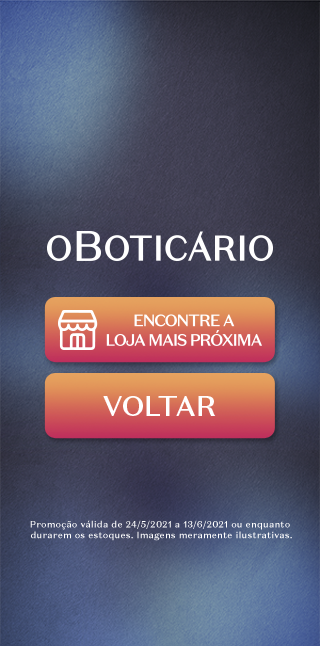 oBoticário
ENCONTRE A
LOJA MAIS PRÓXIMA
VOLTAR
Promoção válida de 24/5/2021 a 13/6/2021 ou enquanto
durarem os estoques. Imagens meramente ilustrativas.